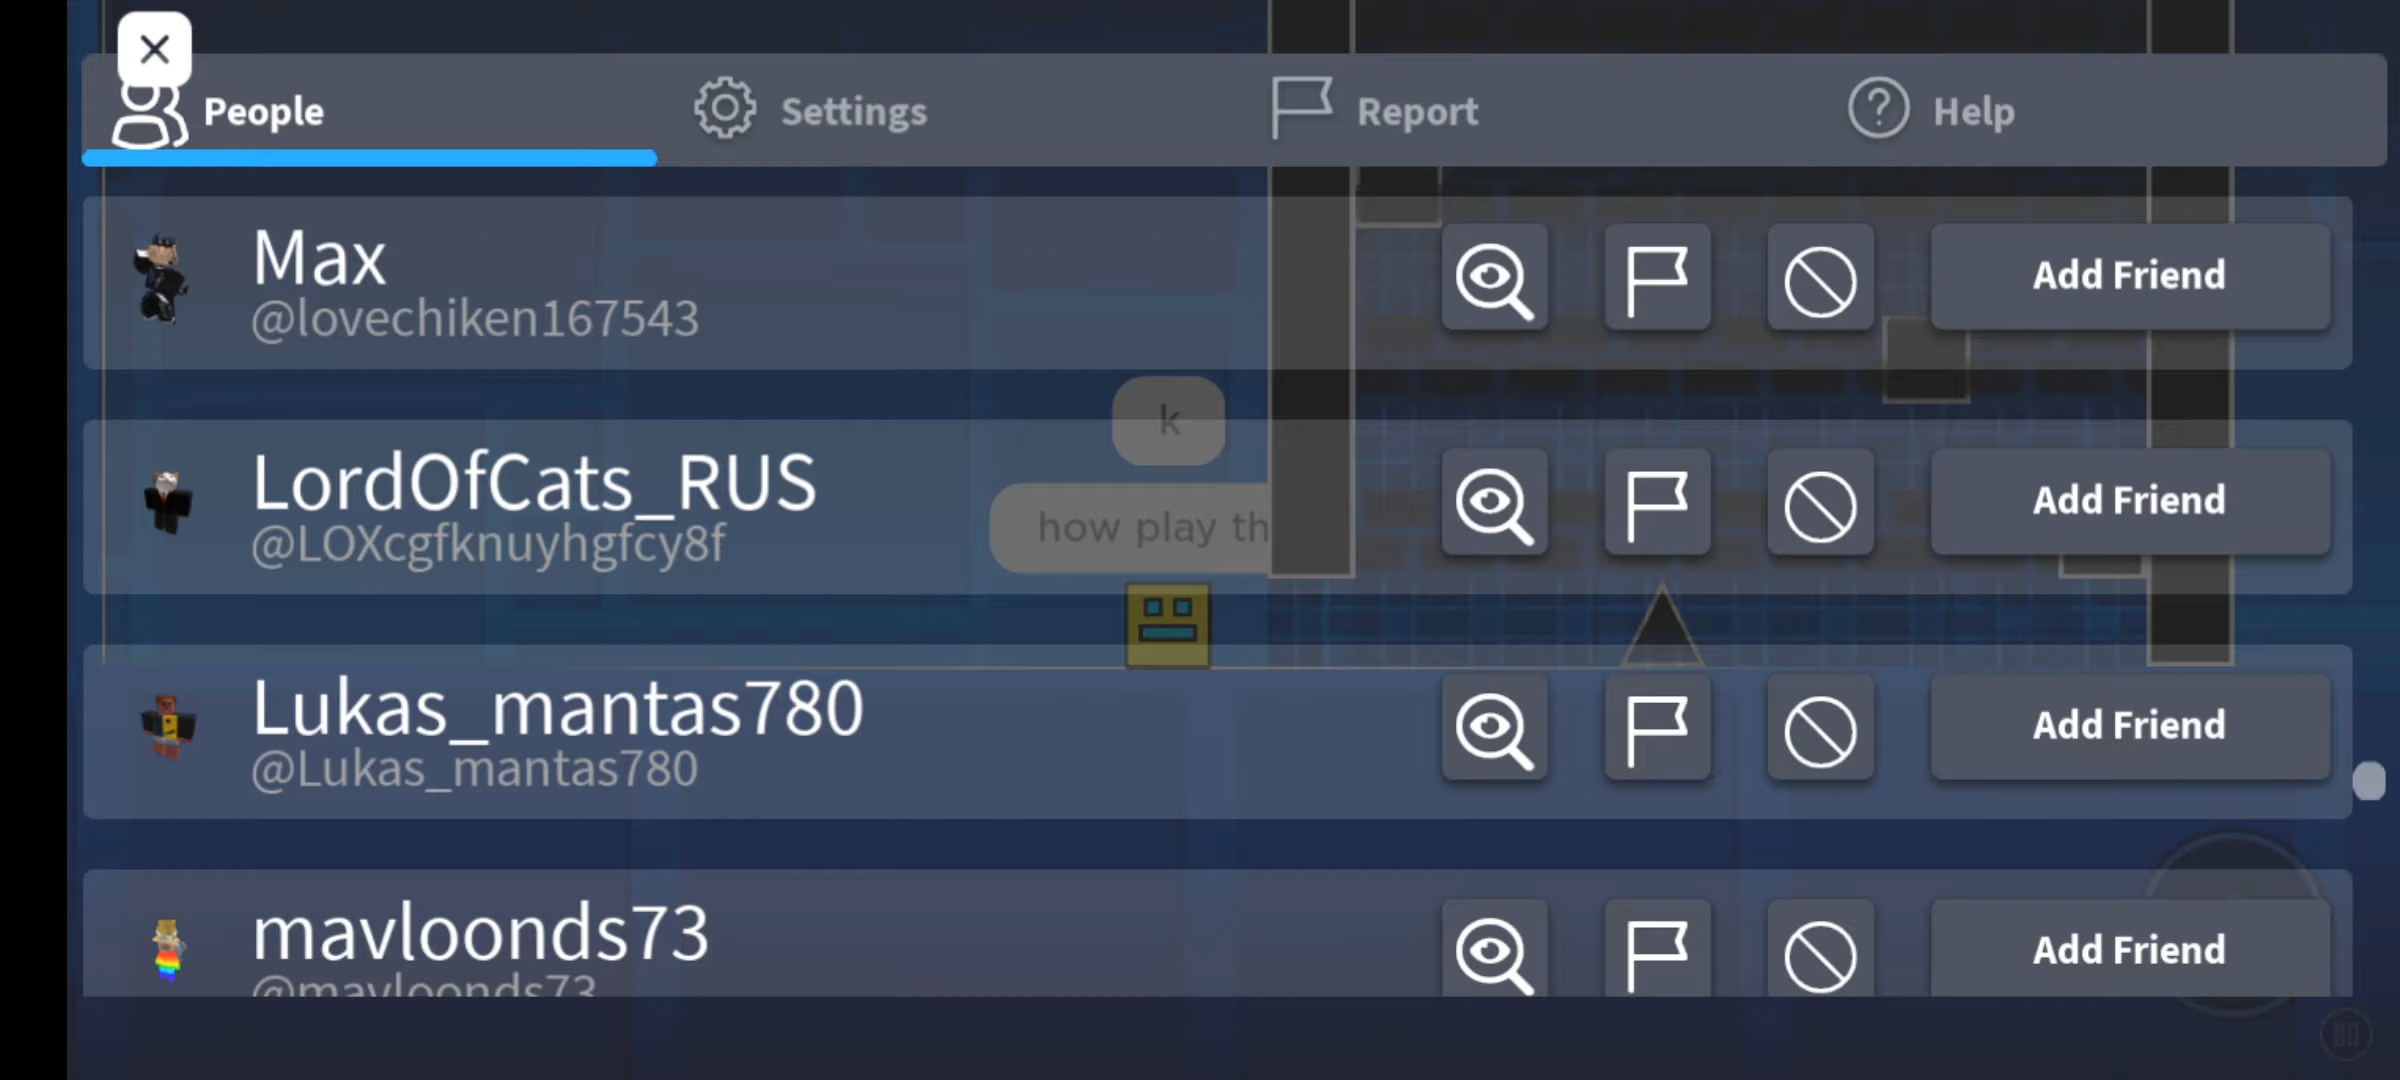 People
Settings
Report
Help
Max
@lovechiken167543
Add Friend
k
LordOfCats_RUS
@LOXcgfknuyhgfcy8f
how play th
Add Friend
Lukas_mantas780
@Lukas_mantas780
Add Friend
mavloonds73
@mavloonds73
Add Friend